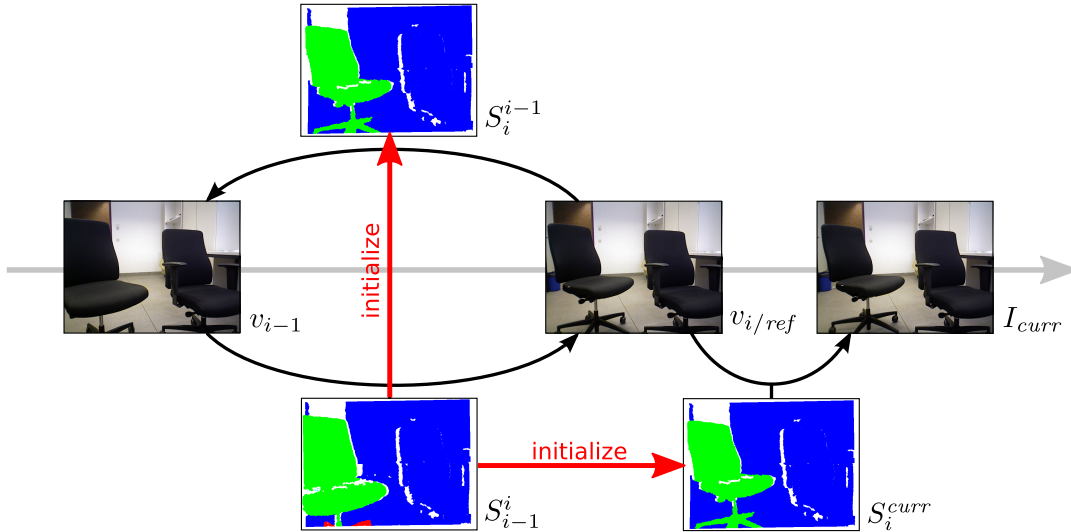 $S_i^{i-1}$
initialize
$v_{i-1}$
$v_{i/ref}$
$I_{curr}$
initialize
$S_{i-1}^{i}$
$S_i^{curr}$